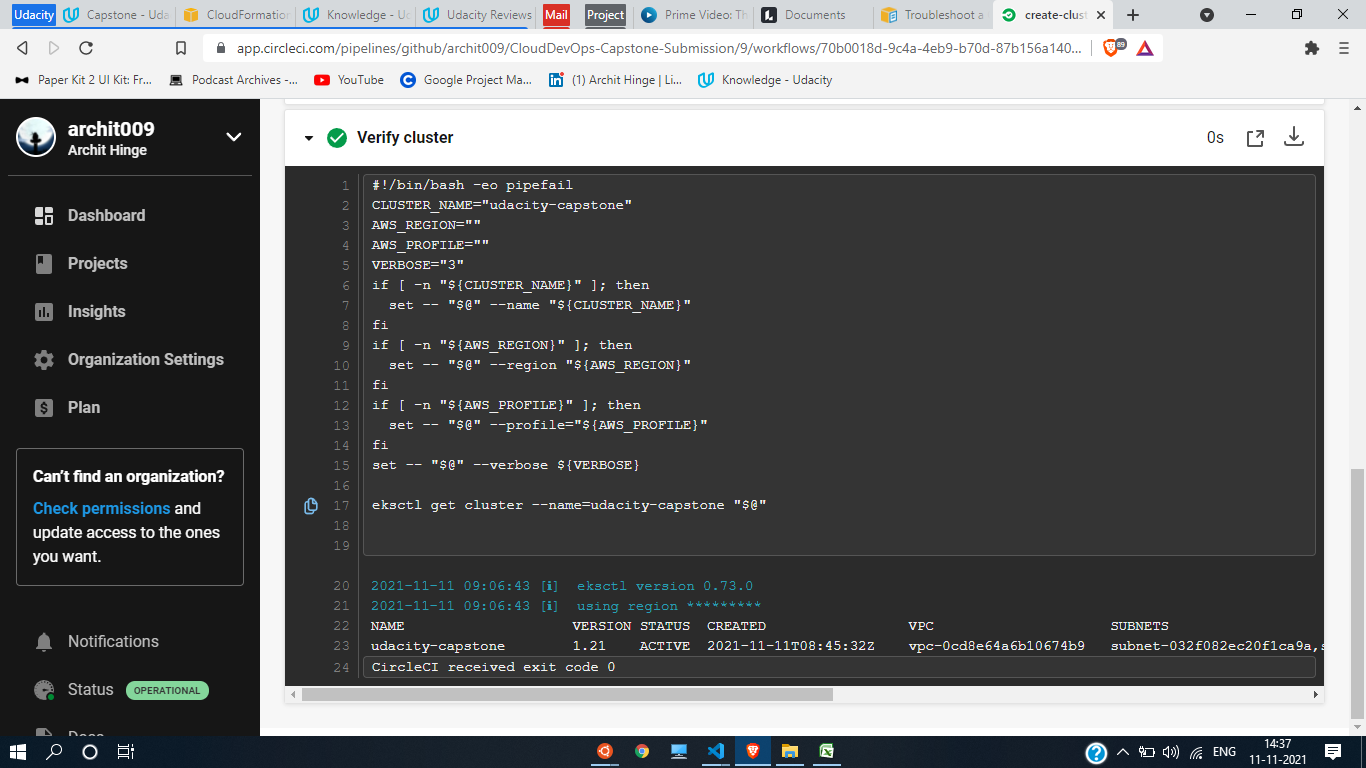 Udacity
Capstone - Uda
CloudFormation
Knowledge - Ud
Udacity Reviews
Mail
Project
Prime Video: Th
Documents
Troubleshoot a
create-clust
app.circleci.com/pipelines/github/archit009/CloudDevOps-Capstone-Submission/9/workflows/70b0018d-9c4a-4eb9-b70d-87b156a140...
89
Paper Kit 2 UI Kit: Fr...
Podcast Archives -...
YouTube
Google Project Ma...
(1) Archit Hinge | Li...
Knowledge - Udacity
archit009
Archit Hinge
Dashboard
Projects
Insights
Organization Settings
Plan
Can't find an organization?
Check permissions and
update access to the ones
you want.
Notifications
Status OPERATIONAL
Docs
Verify cluster
0s
1 #!/bin/bash -eo pipefail
2 CLUSTER_NAME="udacity-capstone"
3 AWS_REGION=""
4 AWS_PROFILE=""
5 VERBOSE="3"
6 if [ -n "${CLUSTER_NAME}" ]; then
7 set -- "$@" --name "${CLUSTER_NAME}"
8 fi
9 if [ -n "${AWS_REGION}" ]; then
10 set -- "$@" --region "${AWS_REGION}"
11 fi
12 if [ -n "${AWS_PROFILE}" ]; then
13 set -- "$@" --profile="${AWS_PROFILE}"
14 fi
15 set -- "$@" --verbose ${VERBOSE}
16
17 eksctl get cluster --name=udacity-capstone "$@"
18
19
20 2021-11-11 09:06:43 [ℹ] eksctl version 0.73.0
21 2021-11-11 09:06:43 [ℹ] using region *********
22 NAME VERSION STATUS CREATED VPC SUBNETS
23 udacity-capstone 1.21 ACTIVE 2021-11-11T08:45:32Z vpc-0cd8e64a6b10674b9 subnet-032f082ec20f1ca9a,s
24 CircleCI received exit code 0
ENG
14:37
11-11-2021